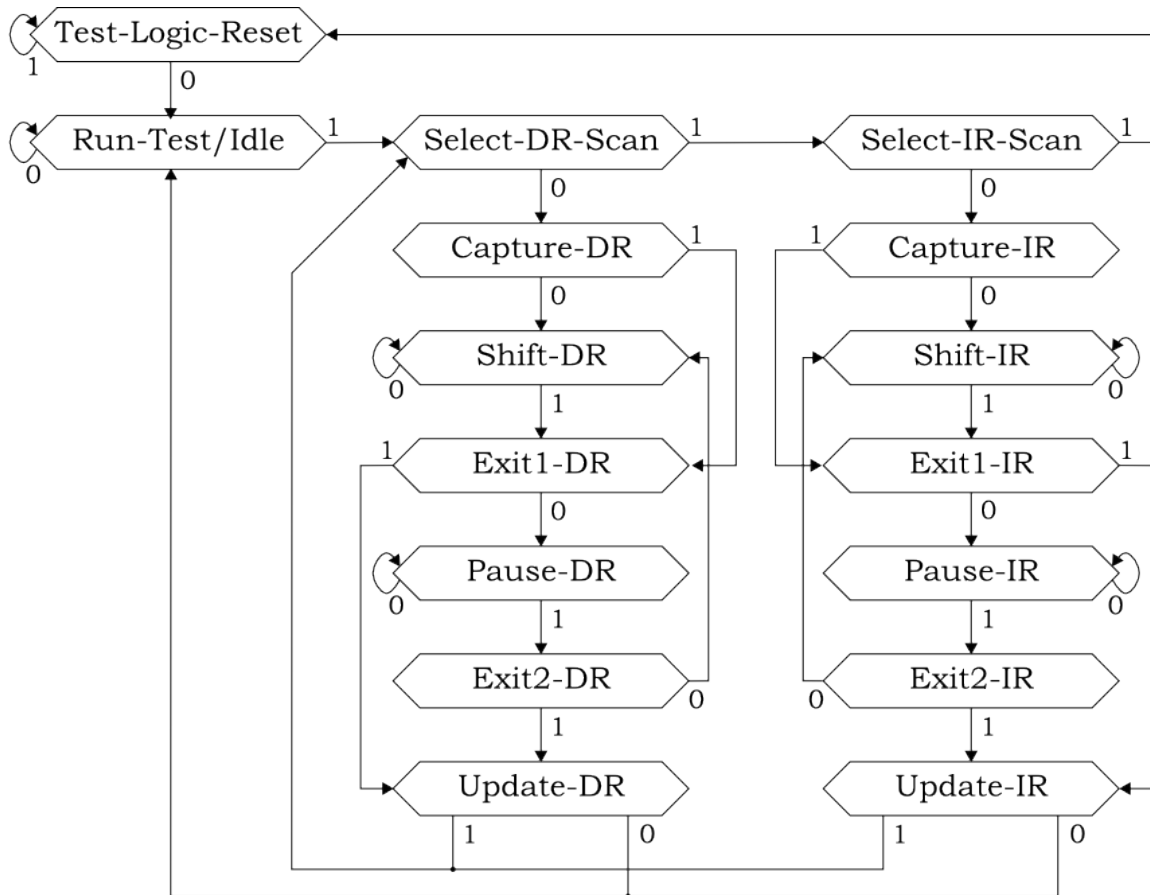 Test-Logic-Reset
1
0
Run-Test/Idle
1
0
Select-DR-Scan
1
0
Select-IR-Scan
1
0
Capture-DR
1
0
1
Capture-IR
0
Shift-DR
0
1
Shift-IR
0
1
1
Exit1-DR
0
Exit1-IR
1
0
Pause-DR
0
1
Pause-IR
0
1
Exit2-DR
0
1
Exit2-IR
0
1
Update-DR
1
0
Update-IR
1
0